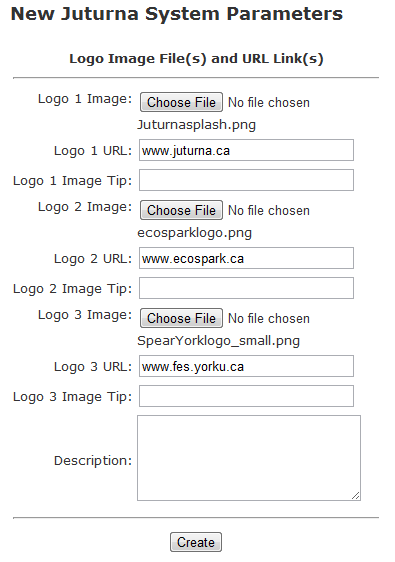 New Juturna System Parameters
Logo Image File(s) and URL Link(s)
Logo 1 Image: Choose File No file chosen
Juturnasplash.png
Logo 1 URL: www.juturna.ca
Logo 1 Image Tip:
Logo 2 Image: Choose File No file chosen
ecosparklogo.png
Logo 2 URL: www.ecospark.ca
Logo 2 Image Tip:
Logo 3 Image: Choose File No file chosen
SpearYorklogo_small.png
Logo 3 URL: www.fes.yorku.ca
Logo 3 Image Tip:
Description:
Create